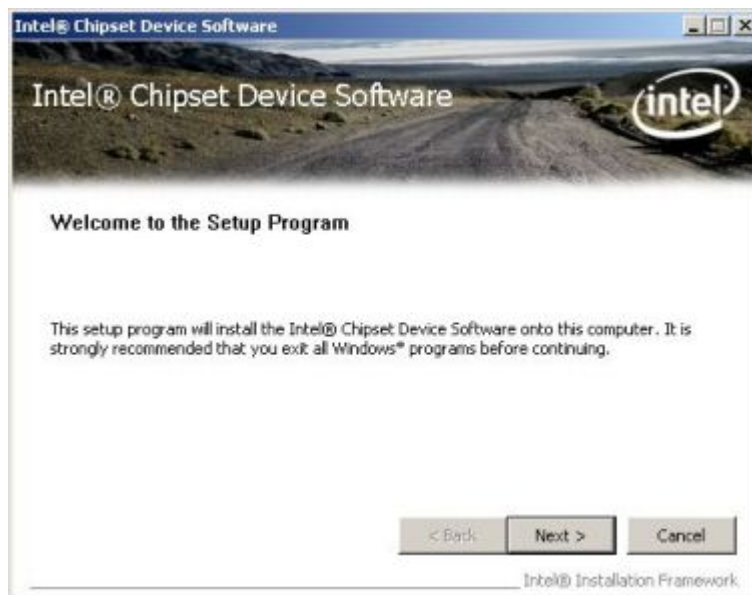 Intel® Chipset Device Software
Intel® Chipset Device Software
intel
Welcome to the Setup Program
This setup program will install the Intel® Chipset Device Software onto this computer. It is
strongly recommended that you exit all Windows* programs before continuing.
< Back
Next >
Cancel
Intel® Installation Framework